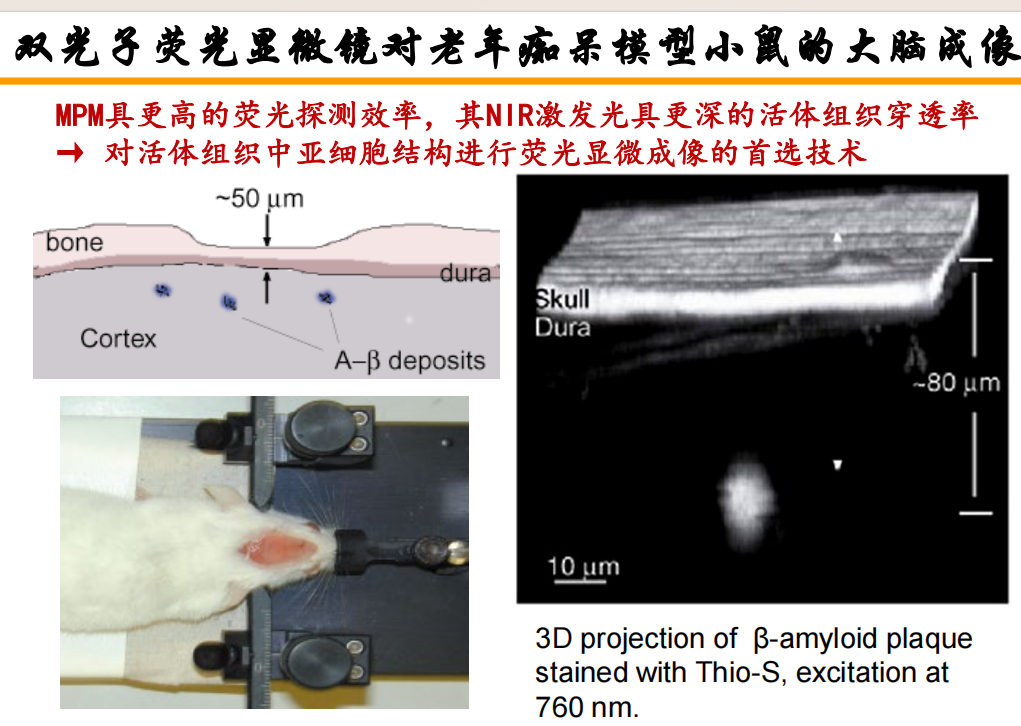 双光子荧光显微镜对老年痴呆模型小鼠的大脑成像
MPM具更高的荧光探测效率，其NIR激发光具更深的活体组织穿透率
→ 对活体组织中亚细胞结构进行荧光显微成像的首选技术
~50 μm
bone
dura
Cortex
A–β deposits
Skull
Dura
~80 μm
10 μm
3D projection of β-amyloid plaque
stained with Thio-S, excitation at
760 nm.